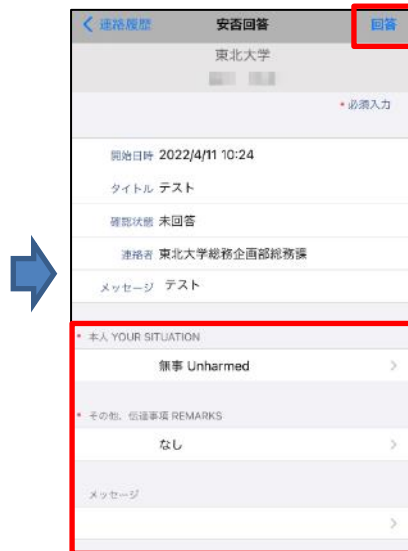 連絡履歴 安否回答 回答
東北大学
• 必須入力
開始日時 2022/4/11 10:24
タイトル テスト
確認状態 未回答
連絡者 東北大学総務企画部総務課
メッセージ テスト
• 本人 YOUR SITUATION
無事 Unharmed
• その他、伝達事項 REMARKS
なし
メッセージ